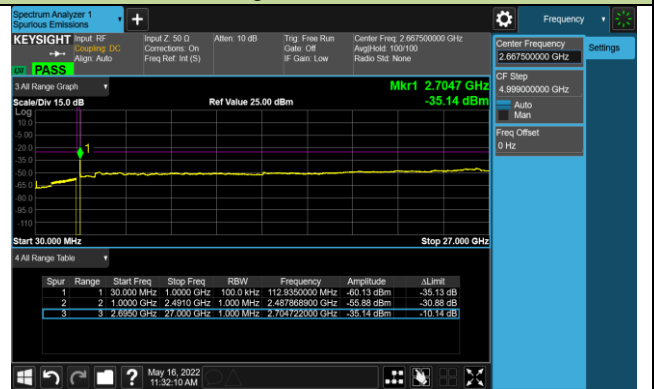 Spectrum Analyzer 1
Spurious Emissions
Frequency
KEYSIGHT
Input: RF
Coupling: DC
Align: Auto
Input Z: 50 Ω
Corrections: On
Freq Ref: Int (S)
Atten: 10 dB
Trig: Free Run
Gate: Off
IF Gain: Low
Center Freq: 2.667500000 GHz
Avg|Hold: 100/100
Radio Std: None
PASS
Center Frequency
2.667500000 GHz
Settings
CF Step
4.999000000 GHz
Auto
Man
Freq Offset
0 Hz
3 All Range Graph
Mkr1 2.7047 GHz
-35.14 dBm
Scale/Div 15.0 dB
Ref Value 25.00 dBm
Log
10.0
-5.00
-20.0
-35.0
-50.0
-65.0
-80.0
-95.0
-110
1
Start 30.000 MHz
Stop 27.000 GHz
4 All Range Table
Spur Range Start Freq Stop Freq RBW Frequency Amplitude ΔLimit
1 1 30.000 MHz 1.0000 GHz 100.0 kHz 112.9350000 MHz -60.13 dBm -35.13 dB
2 2 1.0000 GHz 2.4910 GHz 1.000 MHz 2.487868900 GHz -55.88 dBm -30.88 dB
3 3 2.6950 GHz 27.000 GHz 1.000 MHz 2.704722000 GHz -35.14 dBm -10.14 dB
May 16, 2022
11:32:10 AM